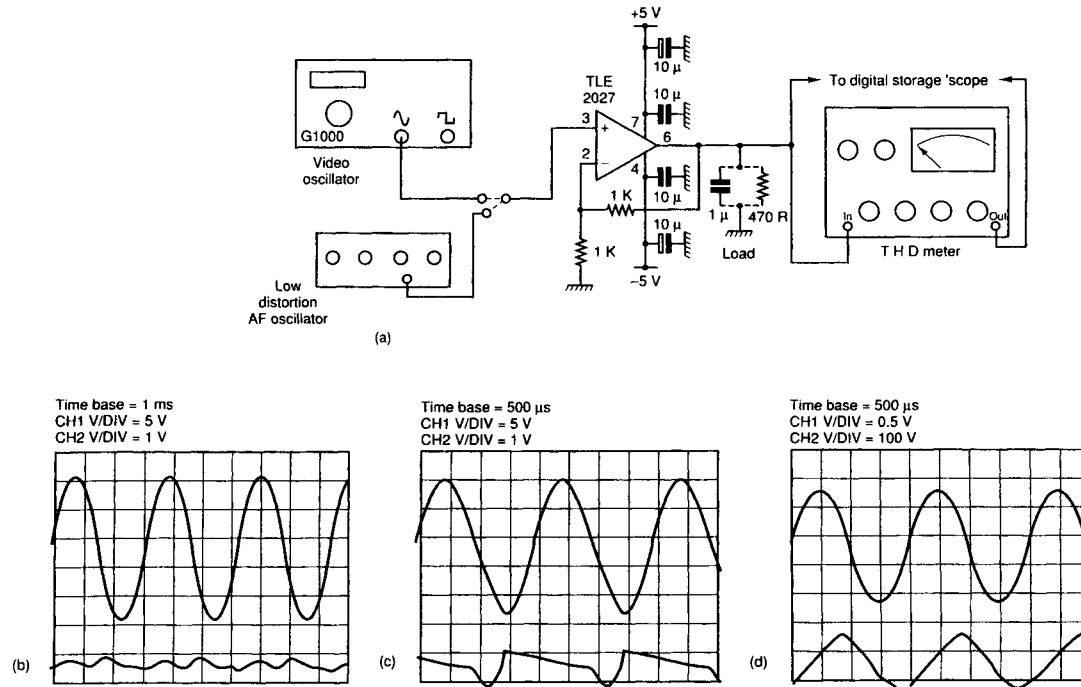 +5 V
10 µ
TLE
2027
10 µ
To digital storage 'scope
3
+
7
6
2
−
4
10 µ
G1000
Video
oscillator
1 K
1 µ
470 R
In
Out
10 µ
1 K
Load
T H D meter
−5 V
Low
distortion
AF oscillator
(a)
Time base = 1 ms
CH1 V/DIV = 5 V
CH2 V/DIV = 1 V
Time base = 500 µs
CH1 V/DIV = 5 V
CH2 V/DIV = 1 V
Time base = 500 µs
CH1 V/DIV = 0.5 V
CH2 V/DIV = 100 V
(b)
(c)
(d)